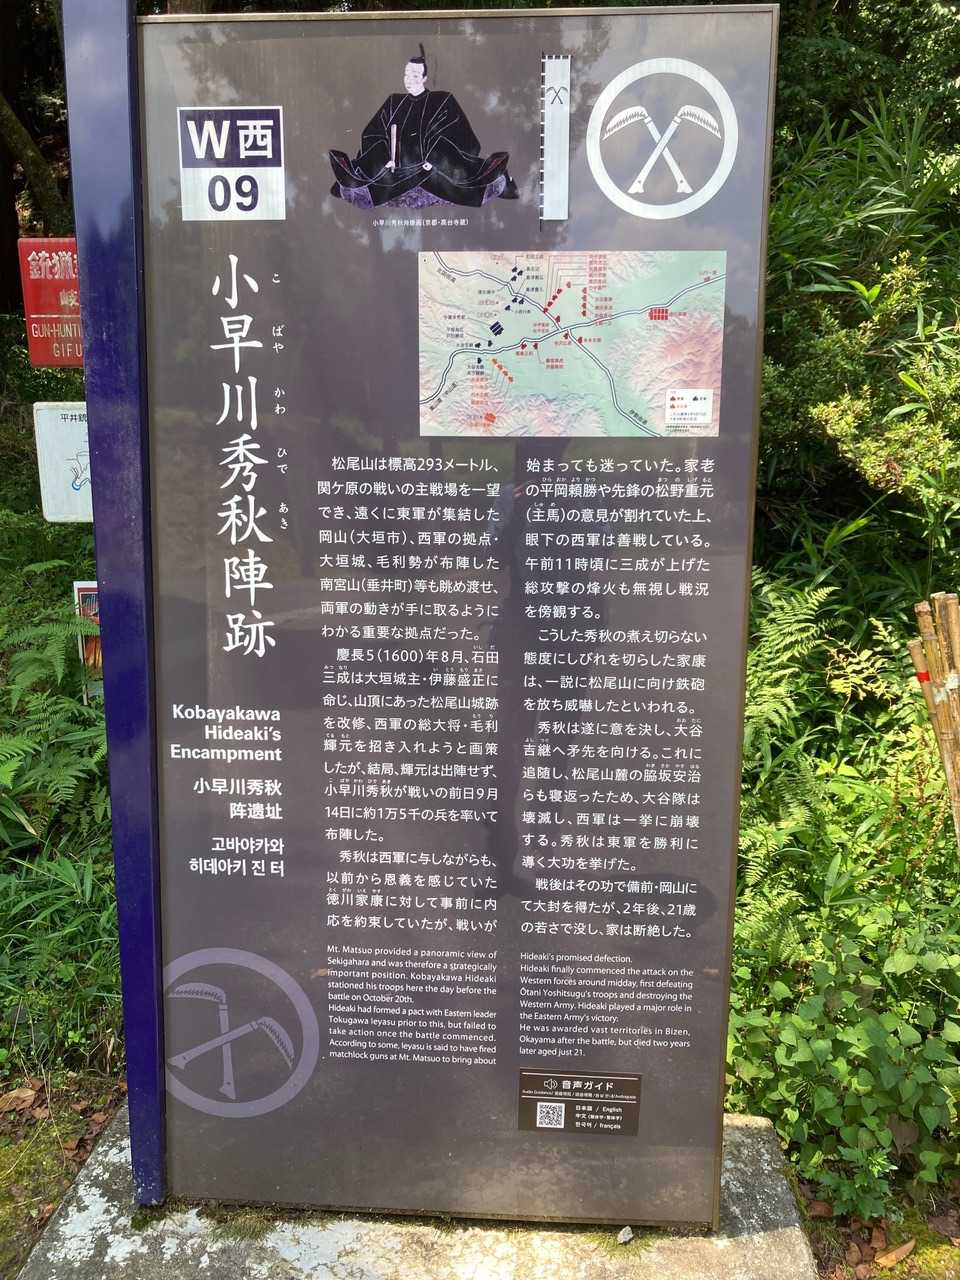 W西
09
小早川秀秋肖像画(京都・高台寺蔵)
小早川秀秋陣跡
こ ばや かわ ひで あき
Kobayakawa
Hideaki's
Encampment
小早川秀秋
阵遗址
고바야카와
히데아키 진 터
松尾山は標高293メートル、
関ケ原の戦いの主戦場を一望
でき、遠くに東軍が集結した
岡山(大垣市)、西軍の拠点・
大垣城、毛利勢が布陣した
南宮山(垂井町)等も眺め渡せ、
両軍の動きが手に取るように
わかる重要な拠点だった。
慶長5(1600)年8月、石田
三成は大垣城主・伊藤盛正に
命じ、山頂にあった松尾山城跡
を改修、西軍の総大将・毛利
輝元を招き入れようと画策
したが、結局、輝元は出陣せず、
小早川秀秋が戦いの前日9月
14日に約1万5千の兵を率いて
布陣した。
秀秋は西軍に与しながらも、
以前から恩義を感じていた
徳川家康に対して事前に内
応を約束していたが、戦いが
始まっても迷っていた。家老
の平岡頼勝や先鋒の松野重元
(主馬)の意見が割れていた上、
眼下の西軍は善戦している。
午前11時頃に三成が上げた
総攻撃の烽火も無視し戦況
を傍観する。
こうした秀秋の煮え切らない
態度にしびれを切らした家康
は、一説に松尾山に向け鉄砲
を放ち威嚇したといわれる。
秀秋は遂に意を決し、大谷
吉継へ矛先を向ける。これに
追随し、松尾山麓の脇坂安治
らも寝返ったため、大谷隊は
壊滅し、西軍は一挙に崩壊
する。秀秋は東軍を勝利に
導く大功を挙げた。
戦後はその功で備前・岡山に
て大封を得たが、2年後、21歳
の若さで没し、家は断絶した。
Mt. Matsuo provided a panoramic view of
Sekigahara and was therefore a strategically
important position. Kobayakawa Hideaki
stationed his troops here the day before the
battle on October 20th.
Hideaki had formed a pact with Eastern leader
Tokugawa Ieyasu prior to this, but failed to
take action once the battle commenced.
According to some, Ieyasu is said to have fired
matchlock guns at Mt. Matsuo to bring about
Hideaki's promised defection.
Hideaki finally commenced the attack on the
Western forces around midday, first defeating
Ōtani Yoshitsugu's troops and destroying the
Western Army. Hideaki played a major role in
the Eastern Army's victory.
He was awarded vast territories in Bizen,
Okayama after the battle, but died two years
later aged just 21.
音声ガイド
日本語 / English
한국어 / français
銃猟
岐
GUN-HUNTI
GIFU
平井銃